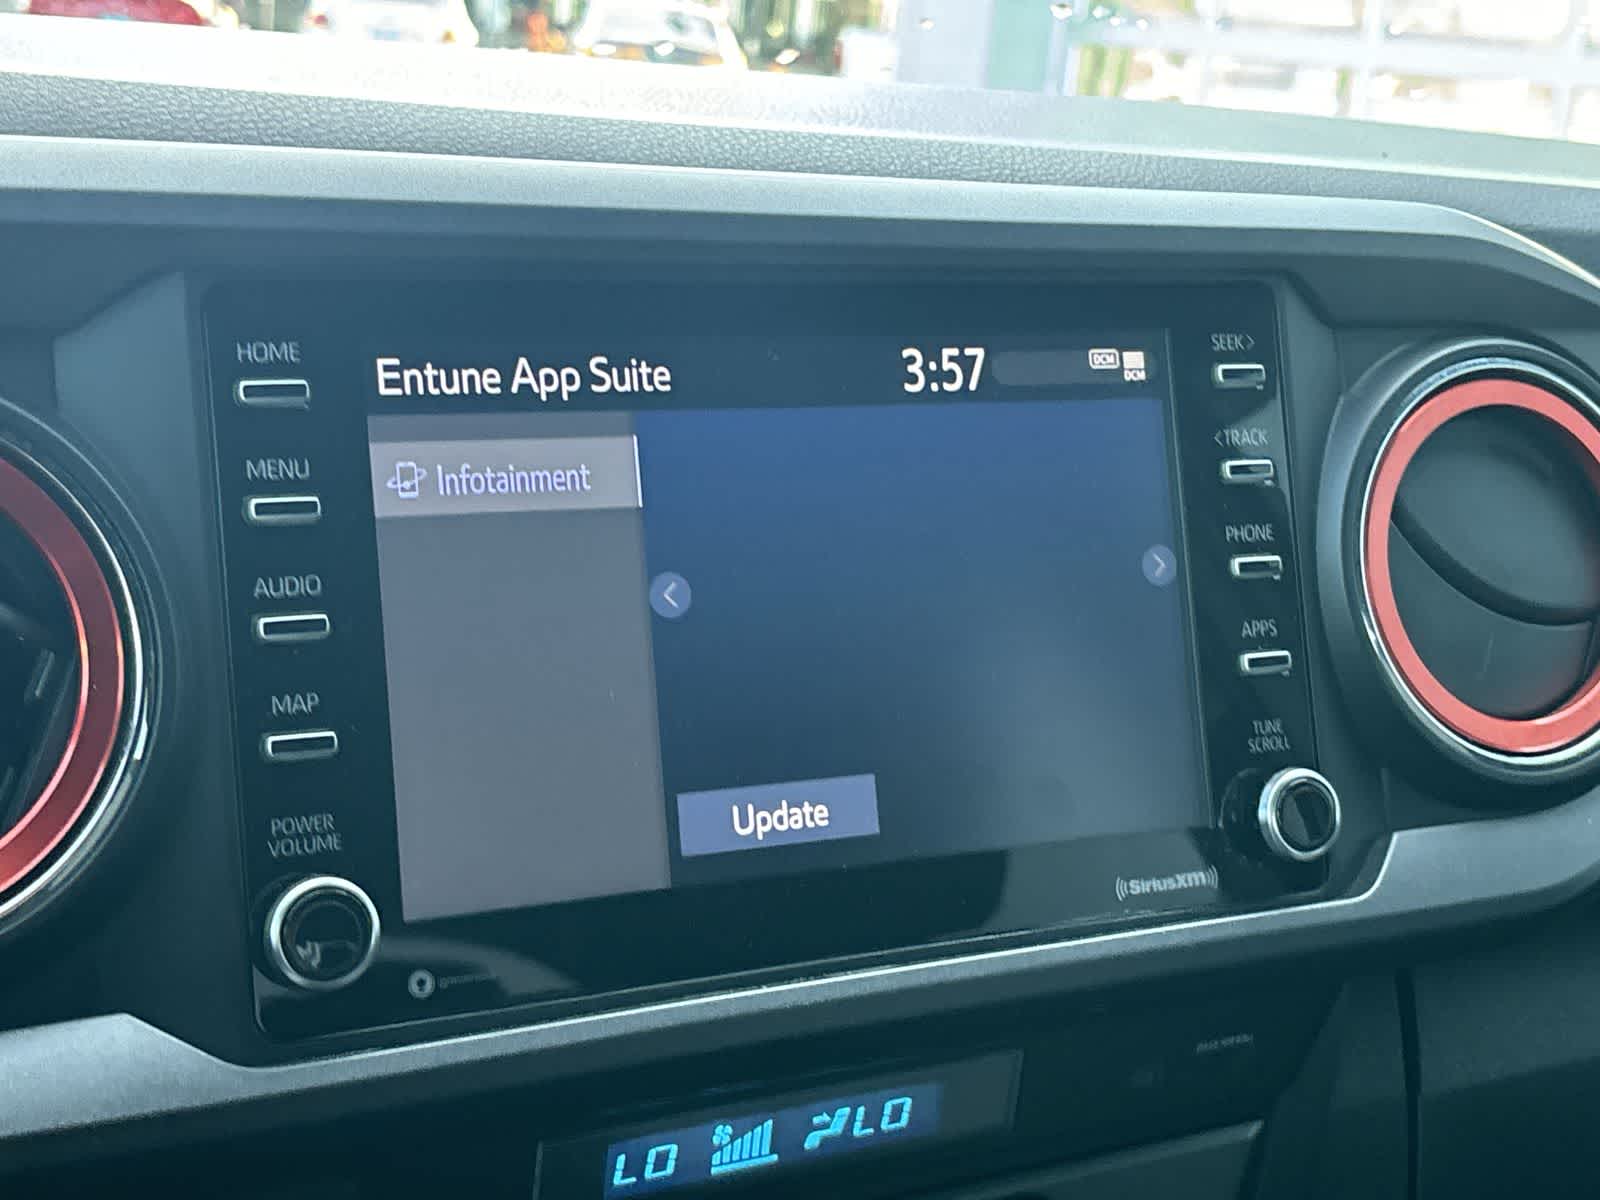 HOME
MENU
AUDIO
MAP
POWER
VOLUME
Entune App Suite
3:57
DCM
DCM
Infotainment
Update
SEEK>
<TRACK
PHONE
APPS
TUNE
SCROLL
((SiriusXM))
LO
LO